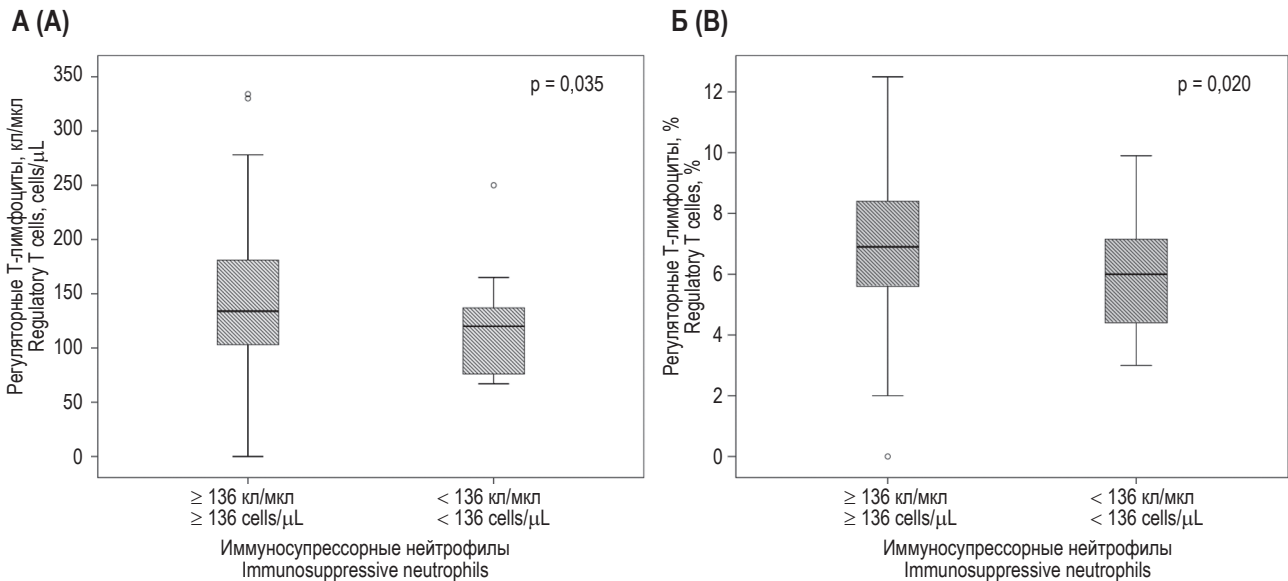 А (A)
p = 0,035
Регуляторные Т-лимфоциты, кл/мкл
Regulatory T cells, cells/μL
350
300
250
200
150
100
50
0
≥ 136 кл/мкл
≥ 136 cells/μL
< 136 кл/мкл
< 136 cells/μL
Иммуносупрессорные нейтрофилы
Immunosuppressive neutrophils
Б (B)
p = 0,020
Регуляторные Т-лимфоциты, %
Regulatory T celles, %
12
10
8
6
4
2
0
≥ 136 кл/мкл
≥ 136 cells/μL
< 136 кл/мкл
< 136 cells/μL
Иммуносупрессорные нейтрофилы
Immunosuppressive neutrophils